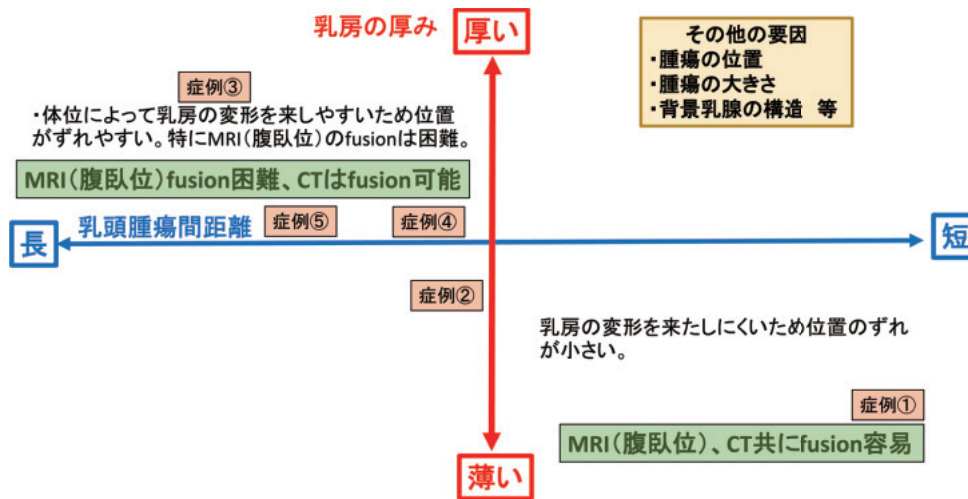 乳房の厚み 厚い
その他の要因
・腫瘍の位置
・腫瘍の大きさ
・背景乳腺の構造 等
症例③
・体位によって乳房の変形を来しやすいため位置
がずれやすい。特にMRI(腹臥位)のfusionは困難。
MRI(腹臥位)fusion困難、CTはfusion可能
乳頭腫瘍間距離
症例⑤
症例④
長
短
症例②
乳房の変形を来たしにくいため位置のずれ
が小さい。
症例①
MRI(腹臥位)、CT共にfusion容易
薄い